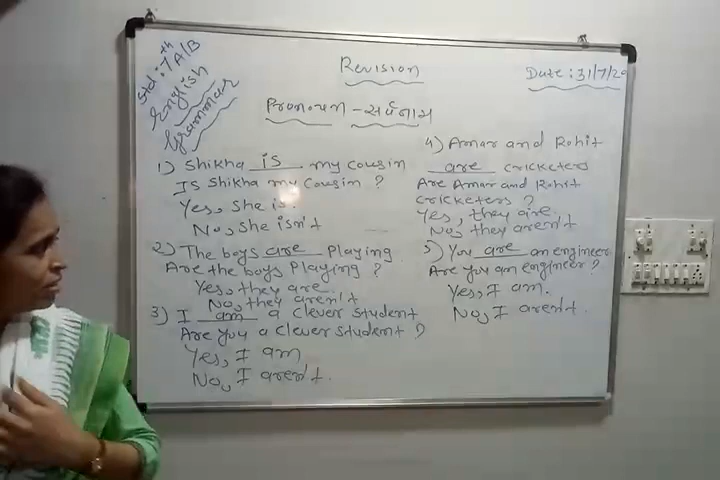 Std : 7th A/B
English
Grammar
Revision
Date : 31/7/20
Pronoun - સર્વનામ
1) Shikha is my cousin
Is Shikha my cousin ?
Yes, she is.
No, she isn't
2) The boys are playing
Are the boys playing ?
Yes, they are
No, they aren't
3) I am a clever student
Are you a clever student ?
Yes, I am
No, I aren't.
4) Amar and Rohit
are cricketers
Are Amar and Rohit
cricketers ?
Yes, they are
No, they aren't
5) You are an engineer
Are you an engineer ?
Yes, I am.
No, I aren't.